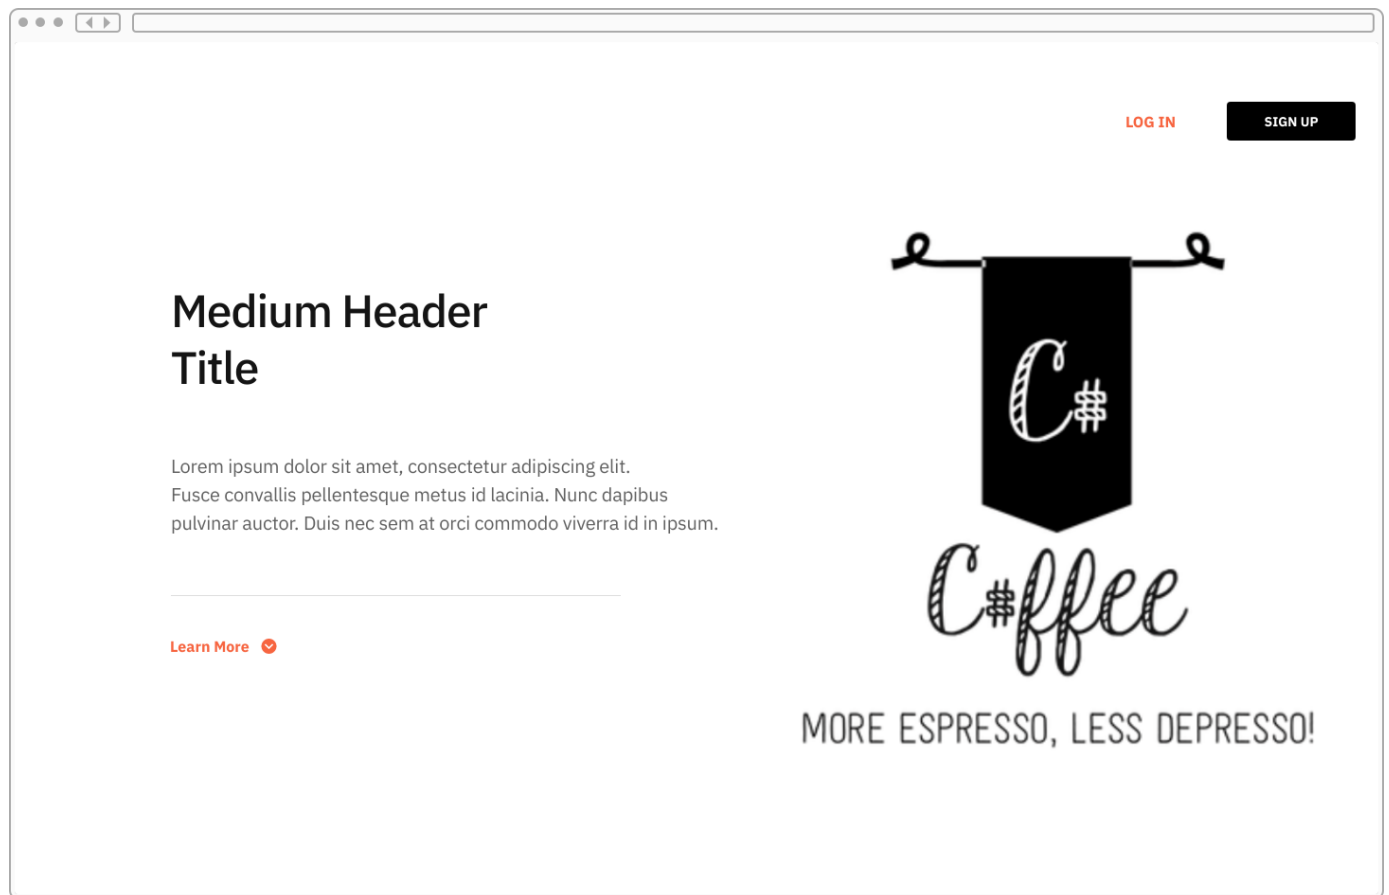 LOG IN
SIGN UP
Medium Header
Title
Lorem ipsum dolor sit amet, consectetur adipiscing elit.
Fusce convallis pellentesque metus id lacinia. Nunc dapibus
pulvinar auctor. Duis nec sem at orci commodo viverra id in ipsum.
Learn More
C#
C#ffee
MORE ESPRESSO, LESS DEPRESSO!